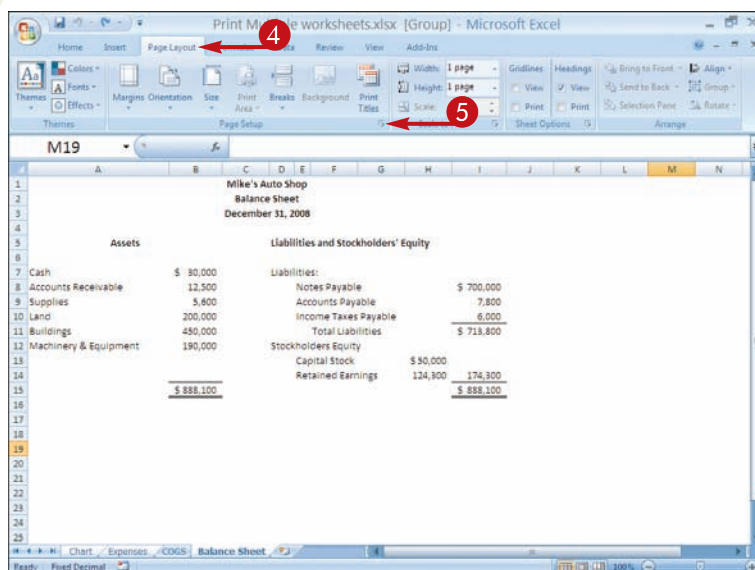 Print Mu le worksheets.xlsx [Group] - Microsoft Excel
4
Home Insert Page Layout Review View Add-Ins
Colors
Fonts
Effects
Themes
Margins Orientation Size Print Area Breaks Background Print Titles
Width: 1 page
Height: 1 page
Scale:
Gridlines Headings
View View
Print Print
Bring to Front Align
Send to Back Group
Selection Pane Rotate
5
Themes Page Setup Sheet Options Arrange
M19 fx
A B C D E F G H I J K L M N
1 Mike's Auto Shop
2 Balance Sheet
3 December 31, 2008
4
5 Assets Liabilities and Stockholders' Equity
6
7 Cash $ 30,000 Liabilities:
8 Accounts Receivable 12,500 Notes Payable $ 700,000
9 Supplies 5,600 Accounts Payable 7,800
10 Land 200,000 Income Taxes Payable 6,000
11 Buildings 450,000 Total Liabilities $ 713,800
12 Machinery & Equipment 190,000 Stockholders Equity
13 Capital Stock $ 50,000
14 Retained Earnings 124,300 174,300
15 $ 888,100 $ 888,100
16
17
18
19
20
21
22
23
24
25
Chart Expenses COGS Balance Sheet
Ready Fixed Decimal 100%